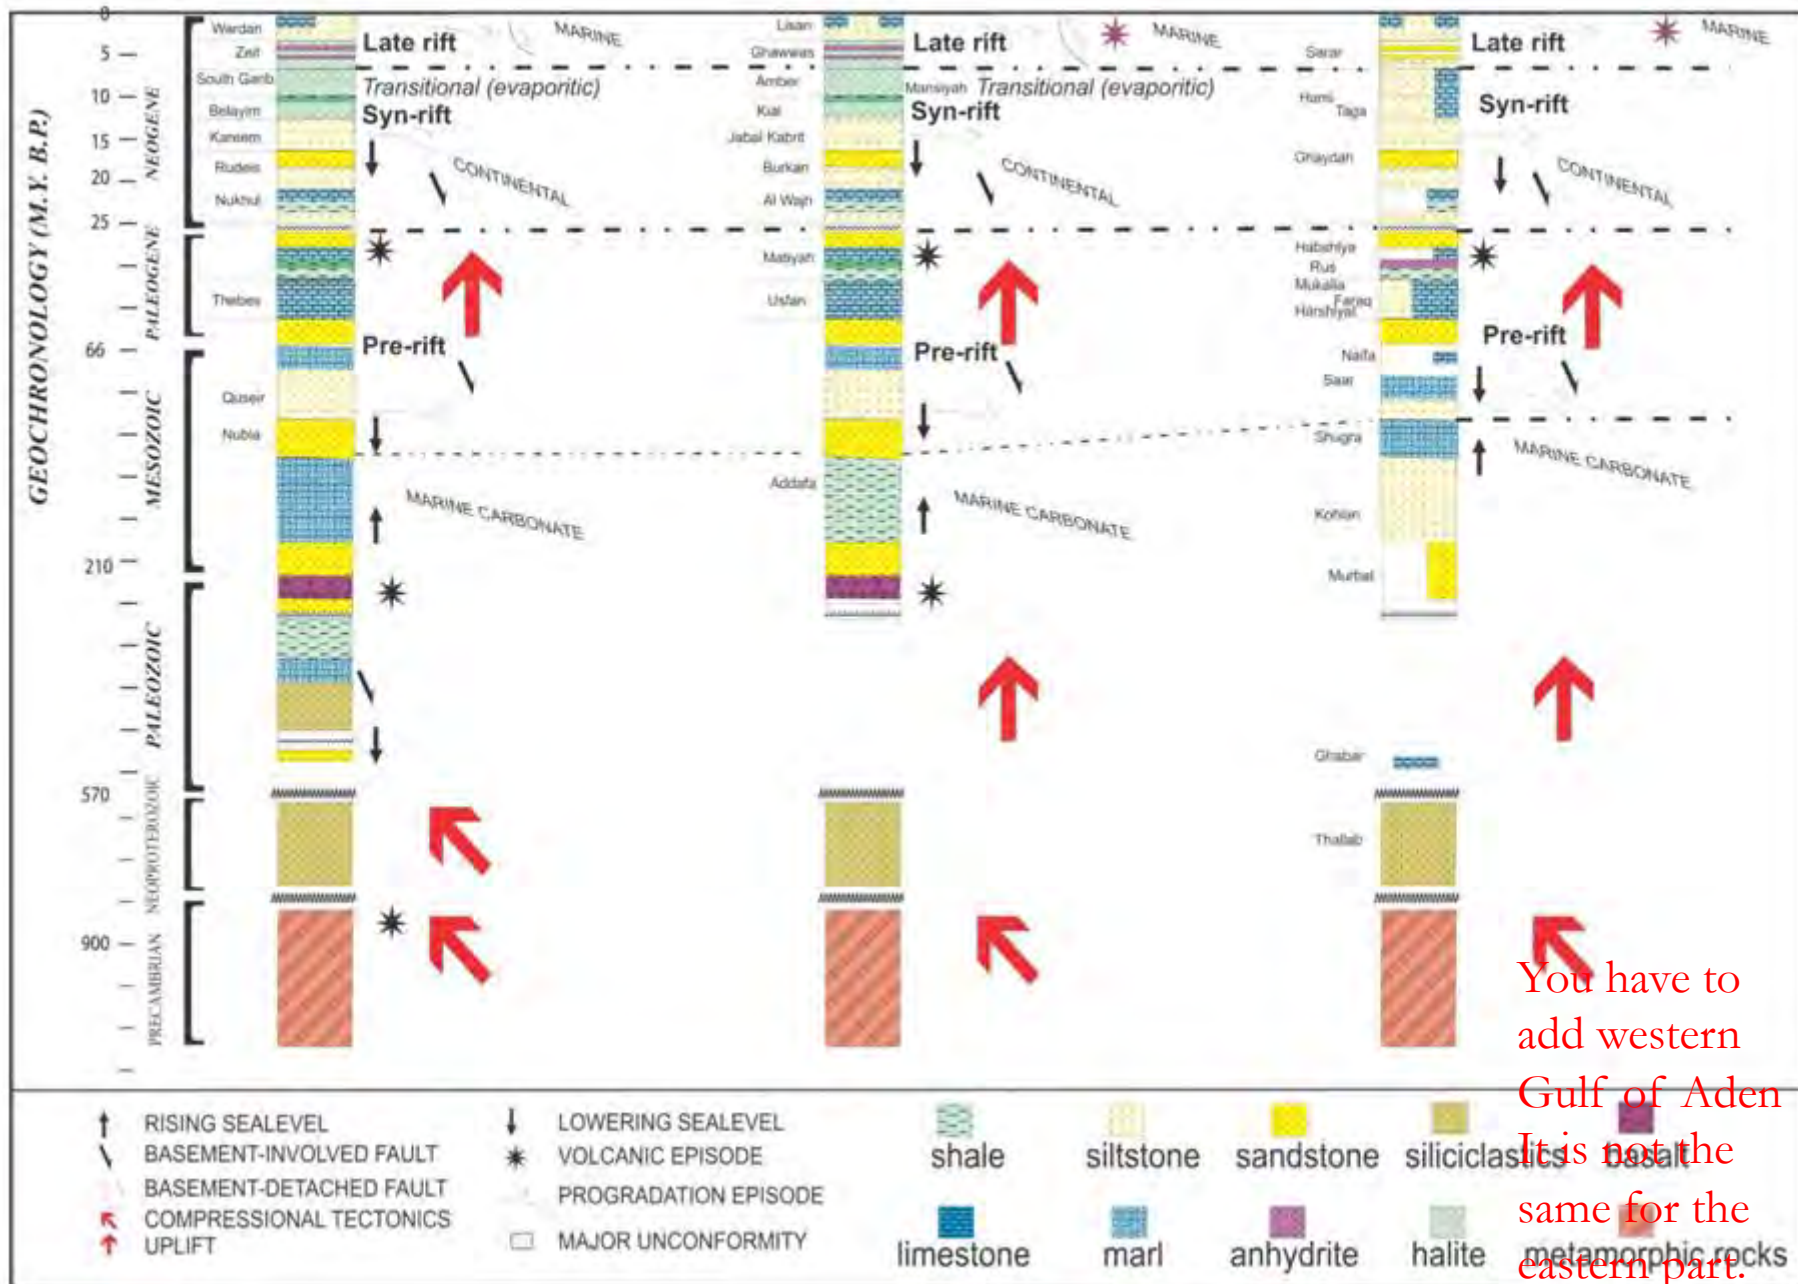 0
Wardan
Late rift
MARINE
Lisan
Late rift
MARINE
Late rift
MARINE
5
Zeit
Ghawwas
Sarar
South Garib
Transitional (evaporitic)
Amber
Mansiyah Transitional (evaporitic)
10
Belayim
Syn-rift
Kial
Syn-rift
Hami
Taqa
Syn-rift
15
Kareem
Jabal Kabrit
20
Rudeis
CONTINENTAL
Burkan
CONTINENTAL
Ghaydah
CONTINENTAL
Nukhul
Al Wajh
25
NEOGENE
GEOCHRONOLOGY (M.Y. B.P.)
PALEOGENE
Matiyah
Habshiya
Rus
Thebes
Usfan
Mukalla
Faraq
Harshiyat
66
Pre-rift
Pre-rift
Pre-rift
Naifa
Saar
MESOZOIC
Quseir
Nubia
Shuqra
Addafa
MARINE CARBONATE
MARINE CARBONATE
MARINE CARBONATE
Kohlan
210
Murbat
PALEOZOIC
Ghabar
570
NEOPROTEROZOIC
Thallab
900
PRECAMBRIAN
You have to
add western
Gulf of Aden
It is not the
same for the
eastern part.
RISING SEALEVEL
BASEMENT-INVOLVED FAULT
BASEMENT-DETACHED FAULT
COMPRESSIONAL TECTONICS
UPLIFT
LOWERING SEALEVEL
VOLCANIC EPISODE
PROGRADATION EPISODE
MAJOR UNCONFORMITY
shale
siltstone
sandstone
siliciclastics
basalt
limestone
marl
anhydrite
halite
metamorphic rocks